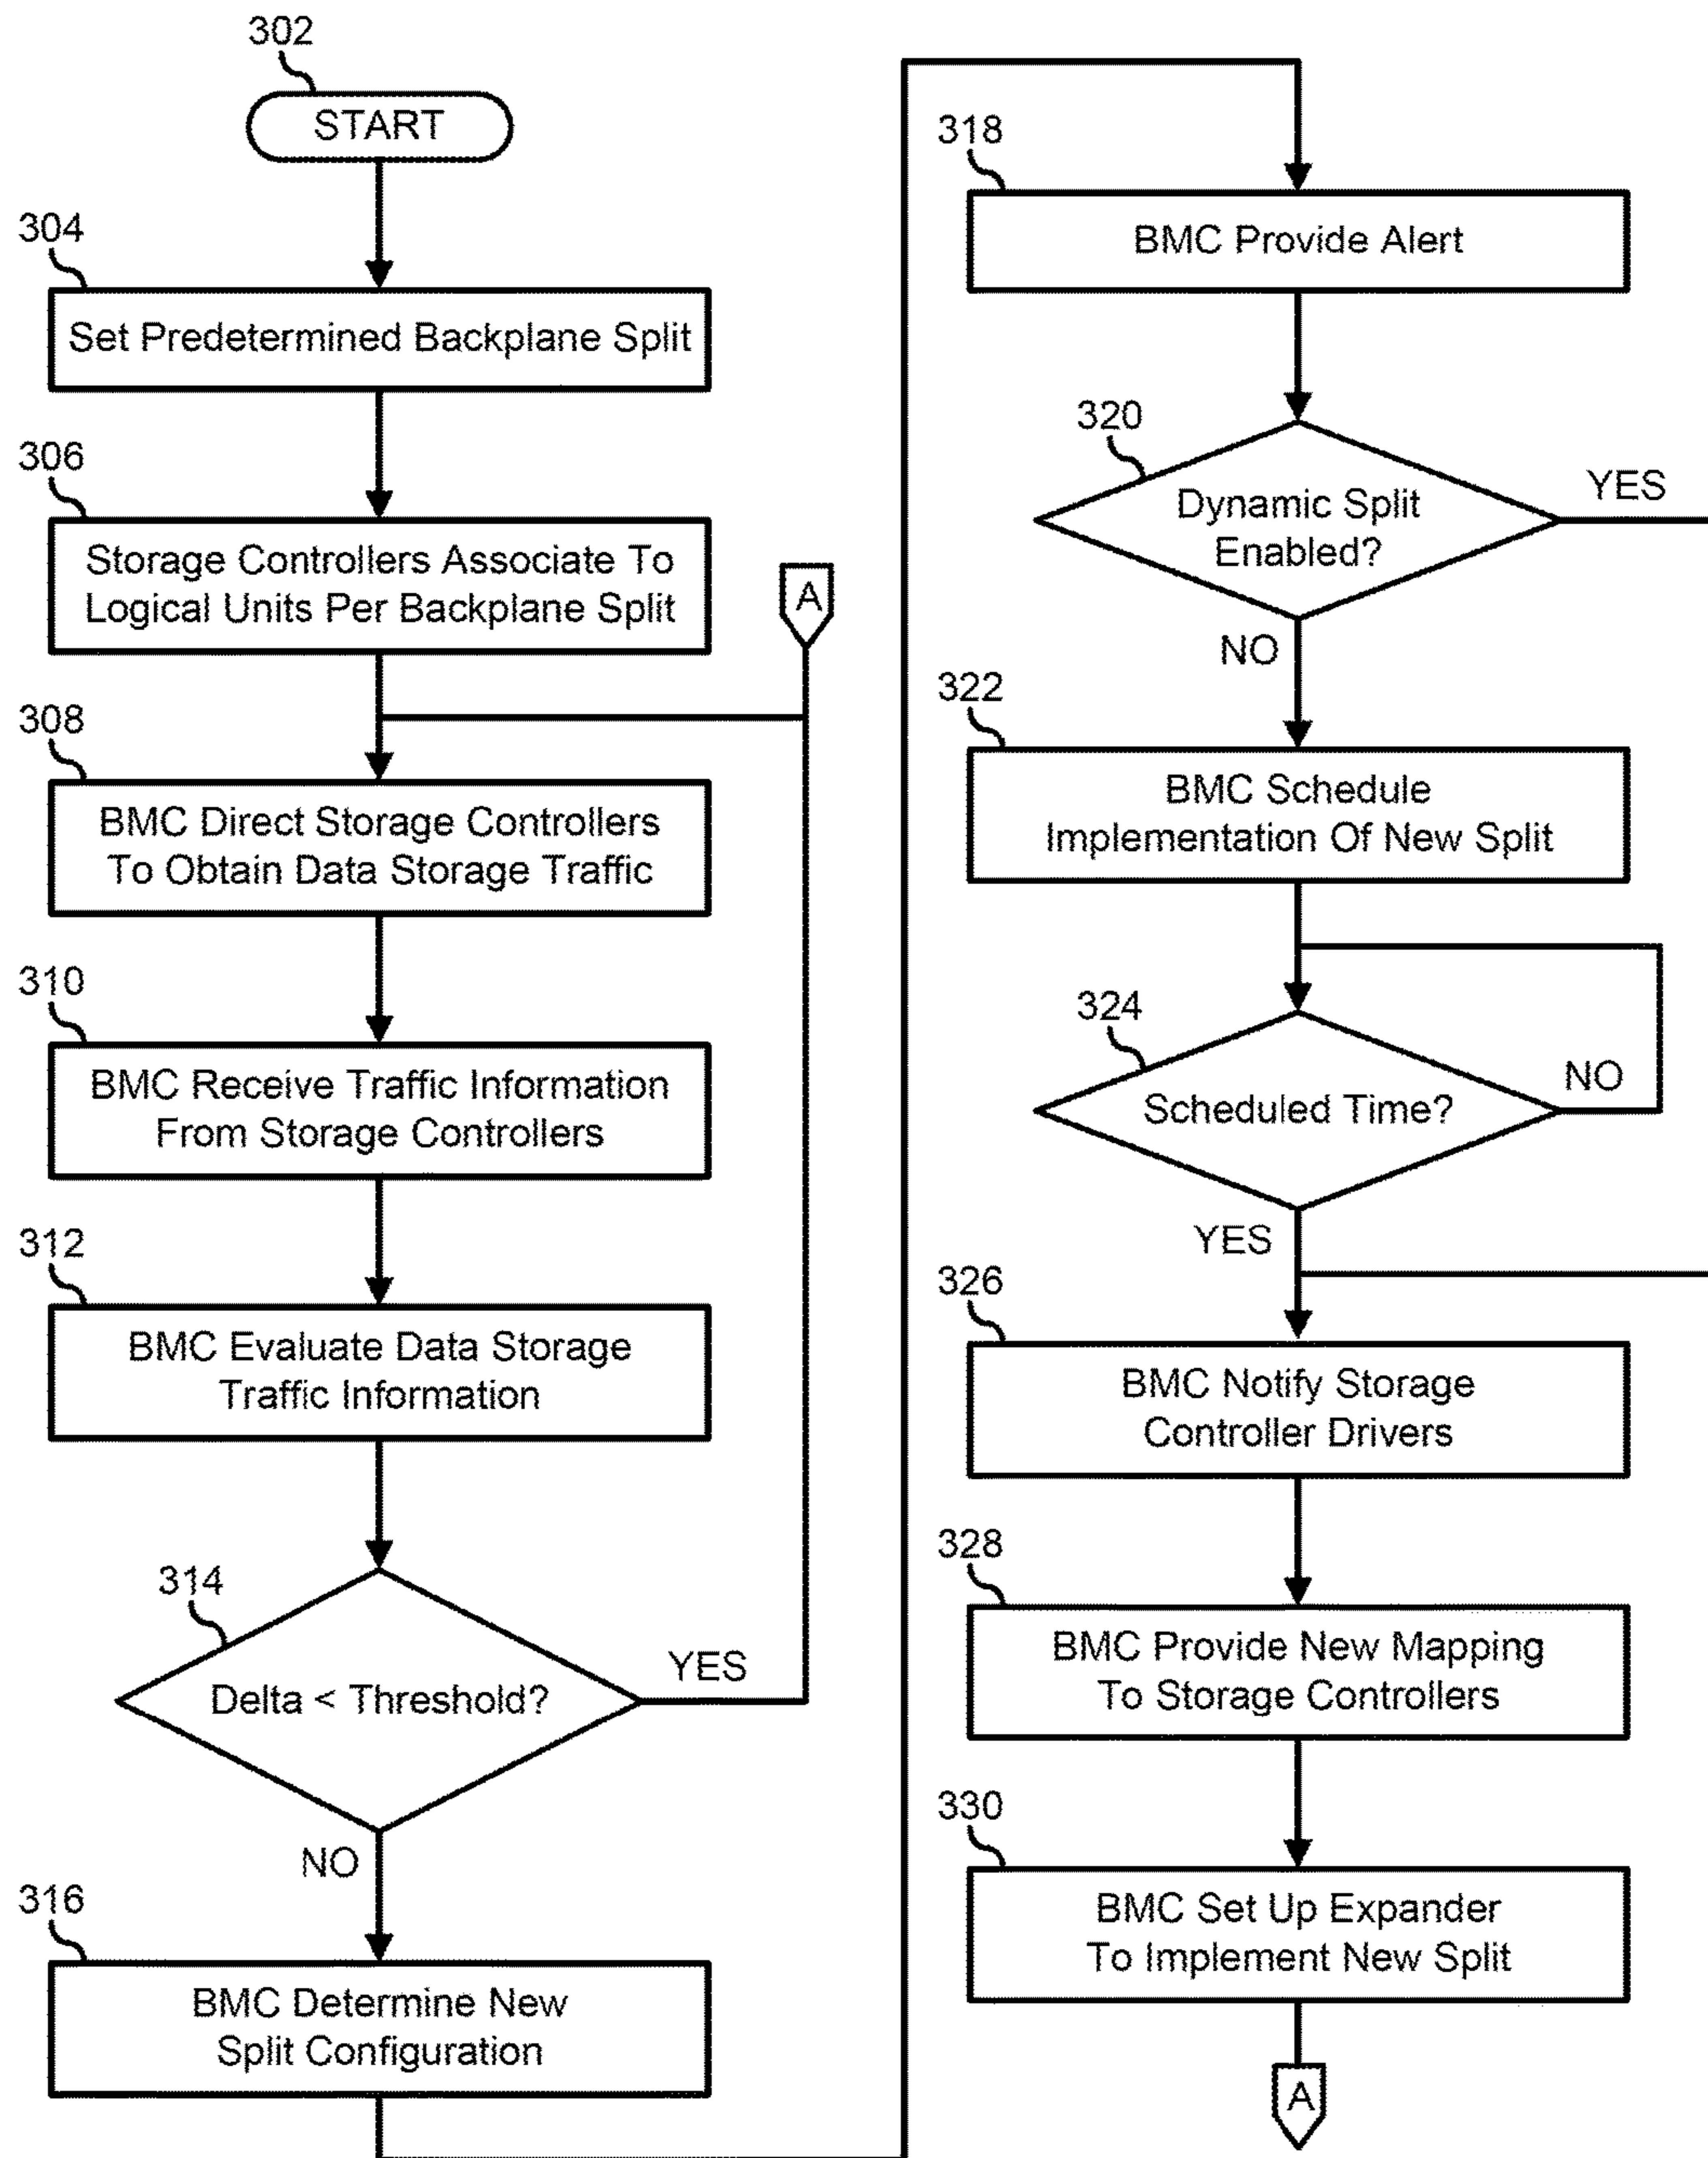 302
START
304
Set Predetermined Backplane Split
306
Storage Controllers Associate To
Logical Units Per Backplane Split
A
308
BMC Direct Storage Controllers
To Obtain Data Storage Traffic
310
BMC Receive Traffic Information
From Storage Controllers
312
BMC Evaluate Data Storage
Traffic Information
314
Delta < Threshold?
YES
NO
316
BMC Determine New
Split Configuration
318
BMC Provide Alert
320
Dynamic Split
Enabled?
YES
NO
322
BMC Schedule
Implementation Of New Split
324
Scheduled Time?
NO
YES
326
BMC Notify Storage
Controller Drivers
328
BMC Provide New Mapping
To Storage Controllers
330
BMC Set Up Expander
To Implement New Split
A